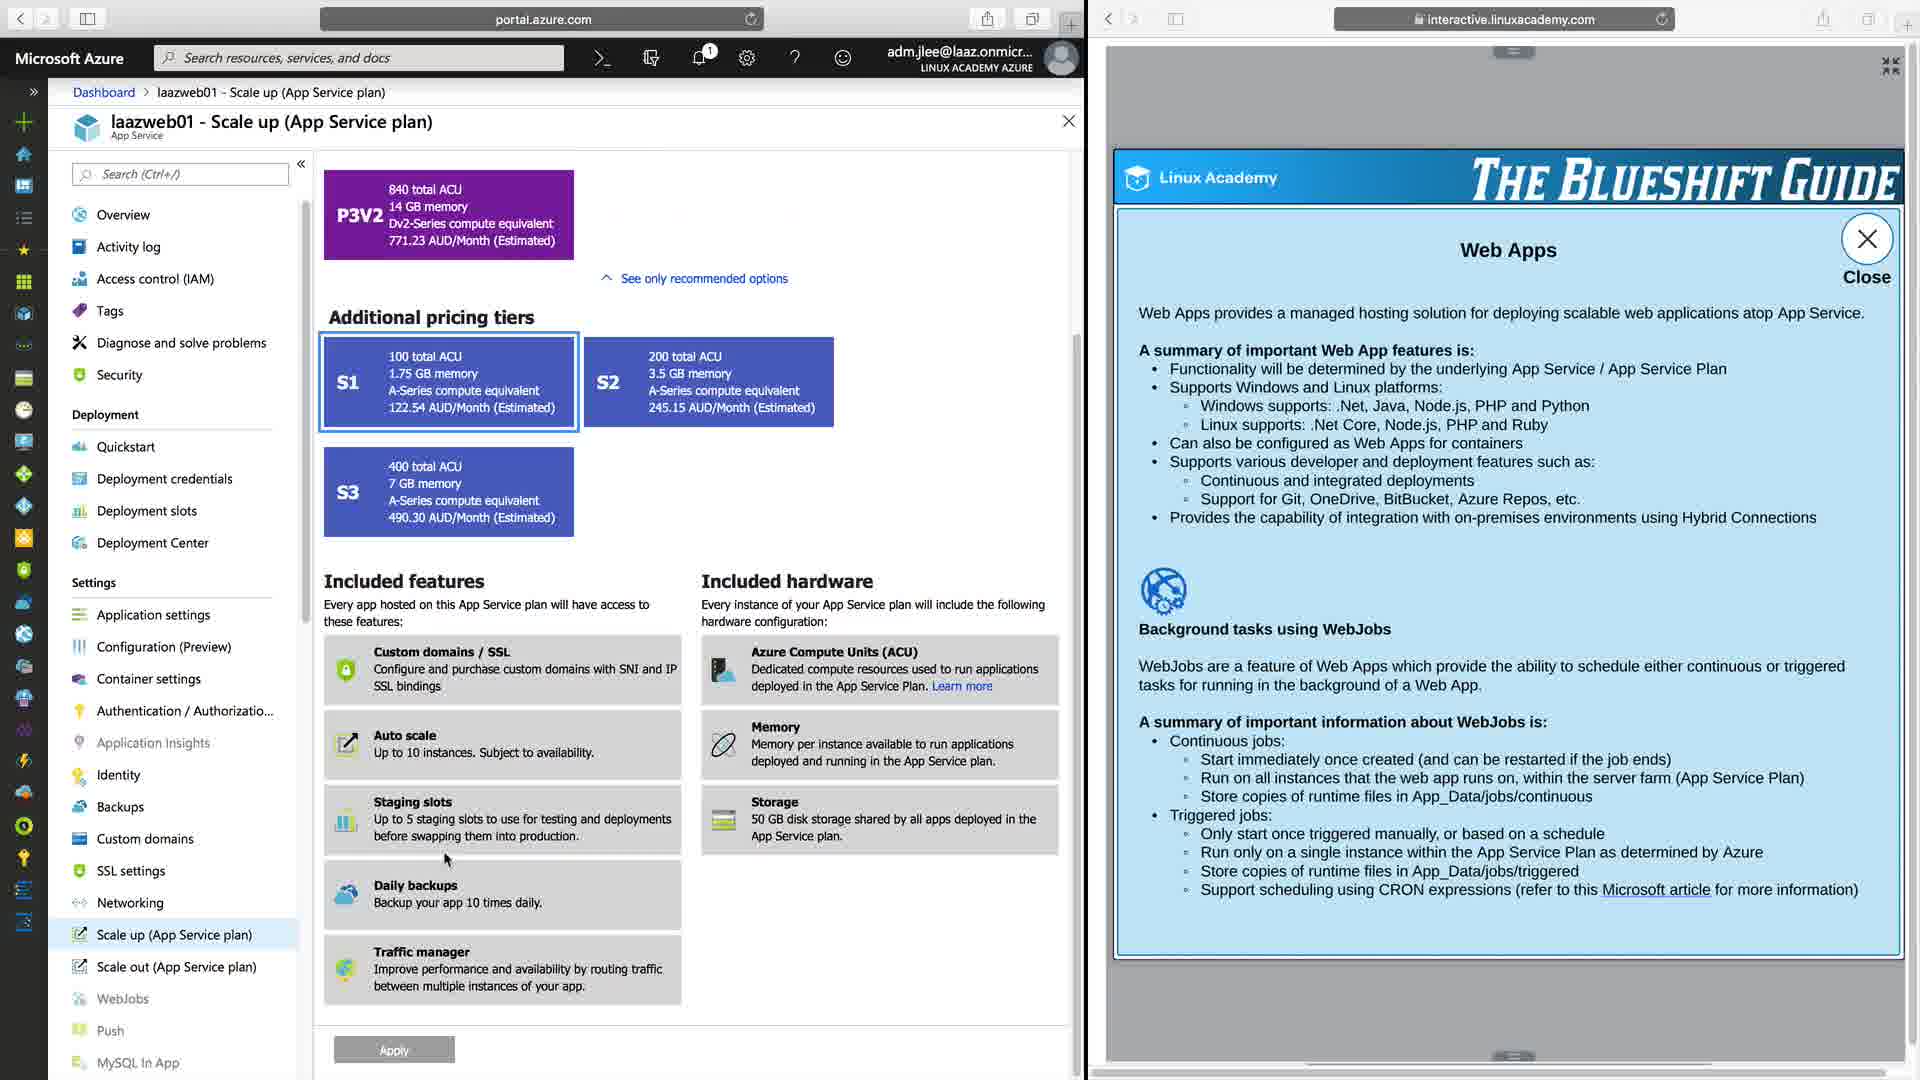 portal.azure.com
Microsoft Azure
Search resources, services, and docs
1
adm.jlee@laaz.onmicr...
LINUX ACADEMY AZURE
Dashboard > laazweb01 - Scale up (App Service plan)
laazweb01 - Scale up (App Service plan)
App Service
Search (Ctrl+/)
Overview
Activity log
Access control (IAM)
Tags
Diagnose and solve problems
Security
Deployment
Quickstart
Deployment credentials
Deployment slots
Deployment Center
Settings
Application settings
Configuration (Preview)
Container settings
Authentication / Authorizatio...
Application Insights
Identity
Backups
Custom domains
SSL settings
Networking
Scale up (App Service plan)
Scale out (App Service plan)
WebJobs
Push
MySQL In App
P3V2
840 total ACU
14 GB memory
Dv2-Series compute equivalent
771.23 AUD/Month (Estimated)
See only recommended options
Additional pricing tiers
S1
100 total ACU
1.75 GB memory
A-Series compute equivalent
122.54 AUD/Month (Estimated)
S2
200 total ACU
3.5 GB memory
A-Series compute equivalent
245.15 AUD/Month (Estimated)
S3
400 total ACU
7 GB memory
A-Series compute equivalent
490.30 AUD/Month (Estimated)
Included features
Every app hosted on this App Service plan will have access to
these features:
Custom domains / SSL
Configure and purchase custom domains with SNI and IP
SSL bindings
Auto scale
Up to 10 instances. Subject to availability.
Staging slots
Up to 5 staging slots to use for testing and deployments
before swapping them into production.
Daily backups
Backup your app 10 times daily.
Traffic manager
Improve performance and availability by routing traffic
between multiple instances of your app.
Included hardware
Every instance of your App Service plan will include the following
hardware configuration:
Azure Compute Units (ACU)
Dedicated compute resources used to run applications
deployed in the App Service Plan. Learn more
Memory
Memory per instance available to run applications
deployed and running in the App Service plan.
Storage
50 GB disk storage shared by all apps deployed in the
App Service plan.
Apply
interactive.linuxacademy.com
Linux Academy
THE BLUESHIFT GUIDE
Web Apps
Close
Web Apps provides a managed hosting solution for deploying scalable web applications atop App Service.
A summary of important Web App features is:
• Functionality will be determined by the underlying App Service / App Service Plan
• Supports Windows and Linux platforms:
◦ Windows supports: .Net, Java, Node.js, PHP and Python
◦ Linux supports: .Net Core, Node.js, PHP and Ruby
• Can also be configured as Web Apps for containers
• Supports various developer and deployment features such as:
◦ Continuous and integrated deployments
◦ Support for Git, OneDrive, BitBucket, Azure Repos, etc.
• Provides the capability of integration with on-premises environments using Hybrid Connections
Background tasks using WebJobs
WebJobs are a feature of Web Apps which provide the ability to schedule either continuous or triggered
tasks for running in the background of a Web App.
A summary of important information about WebJobs is:
• Continuous jobs:
◦ Start immediately once created (and can be restarted if the job ends)
◦ Run on all instances that the web app runs on, within the server farm (App Service Plan)
◦ Store copies of runtime files in App_Data/jobs/continuous
• Triggered jobs:
◦ Only start once triggered manually, or based on a schedule
◦ Run only on a single instance within the App Service Plan as determined by Azure
◦ Store copies of runtime files in App_Data/jobs/triggered
◦ Support scheduling using CRON expressions (refer to this Microsoft article for more information)